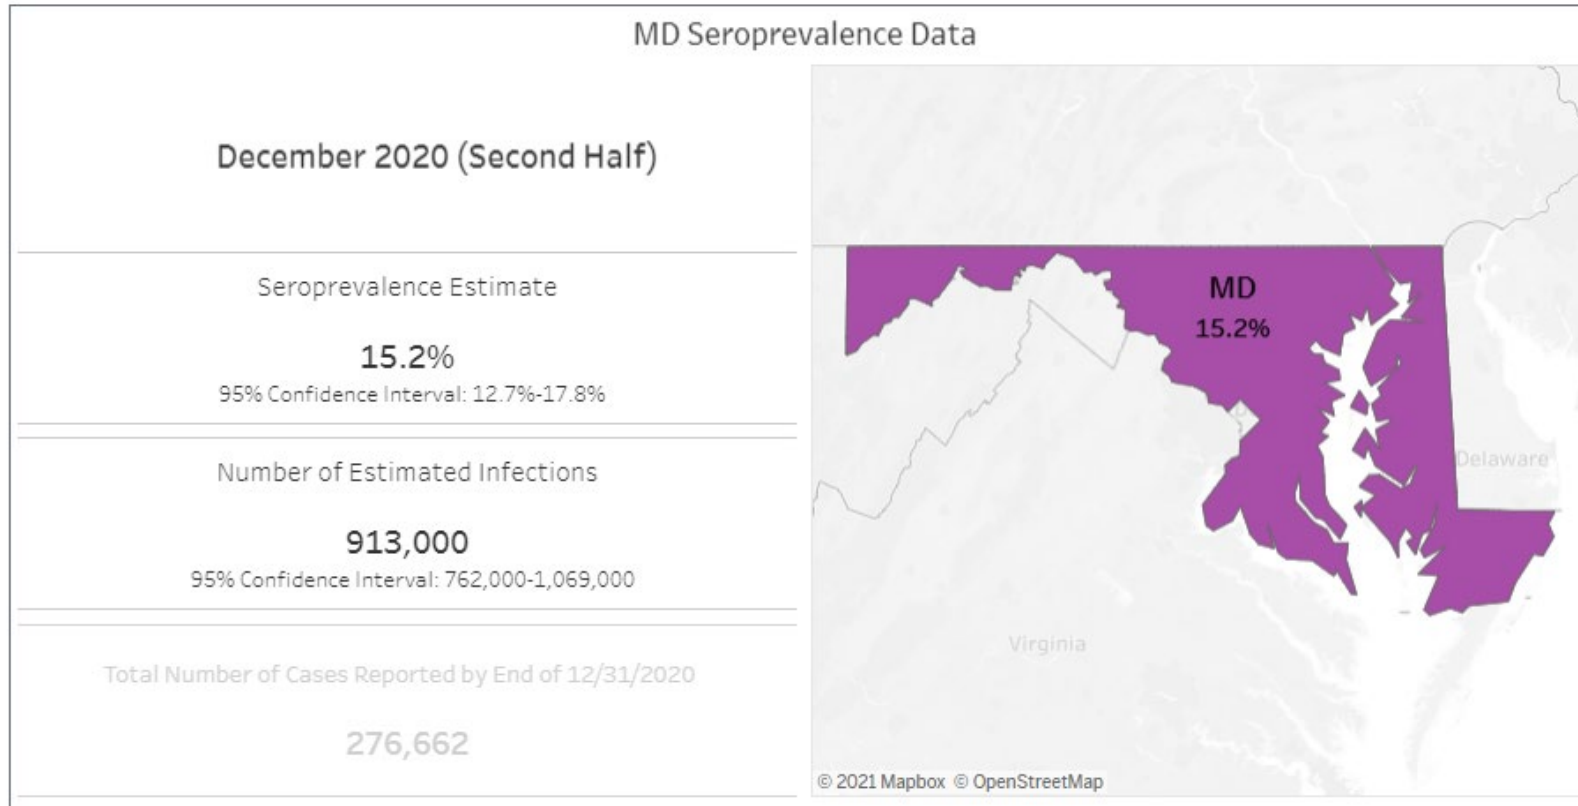 MD Seroprevalence Data
December 2020 (Second Half)
Seroprevalence Estimate
15.2%
95% Confidence Interval: 12.7%-17.8%
Number of Estimated Infections
913,000
95% Confidence Interval: 762,000-1,069,000
Total Number of Cases Reported by End of 12/31/2020
276,662
MD
15.2%
Delaware
Virginia
© 2021 Mapbox © OpenStreetMap